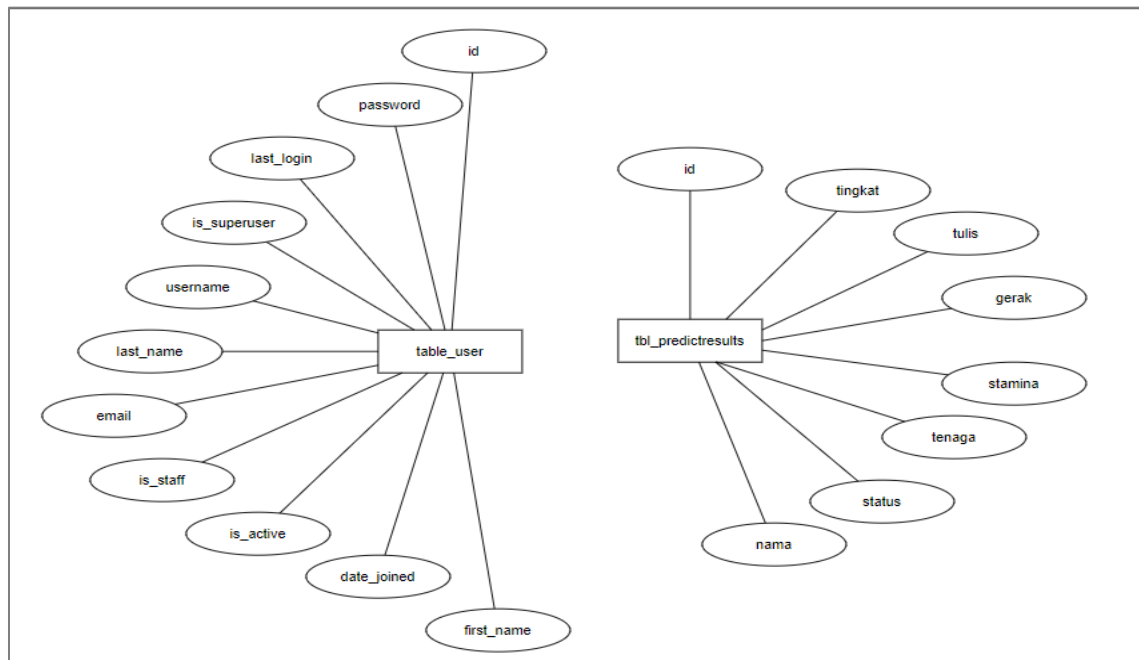 id
password
last_login
is_superuser
username
last_name
email
is_staff
is_active
date_joined
first_name
table_user
id
tingkat
tulis
gerak
stamina
tenaga
status
nama
tbl_predictresults